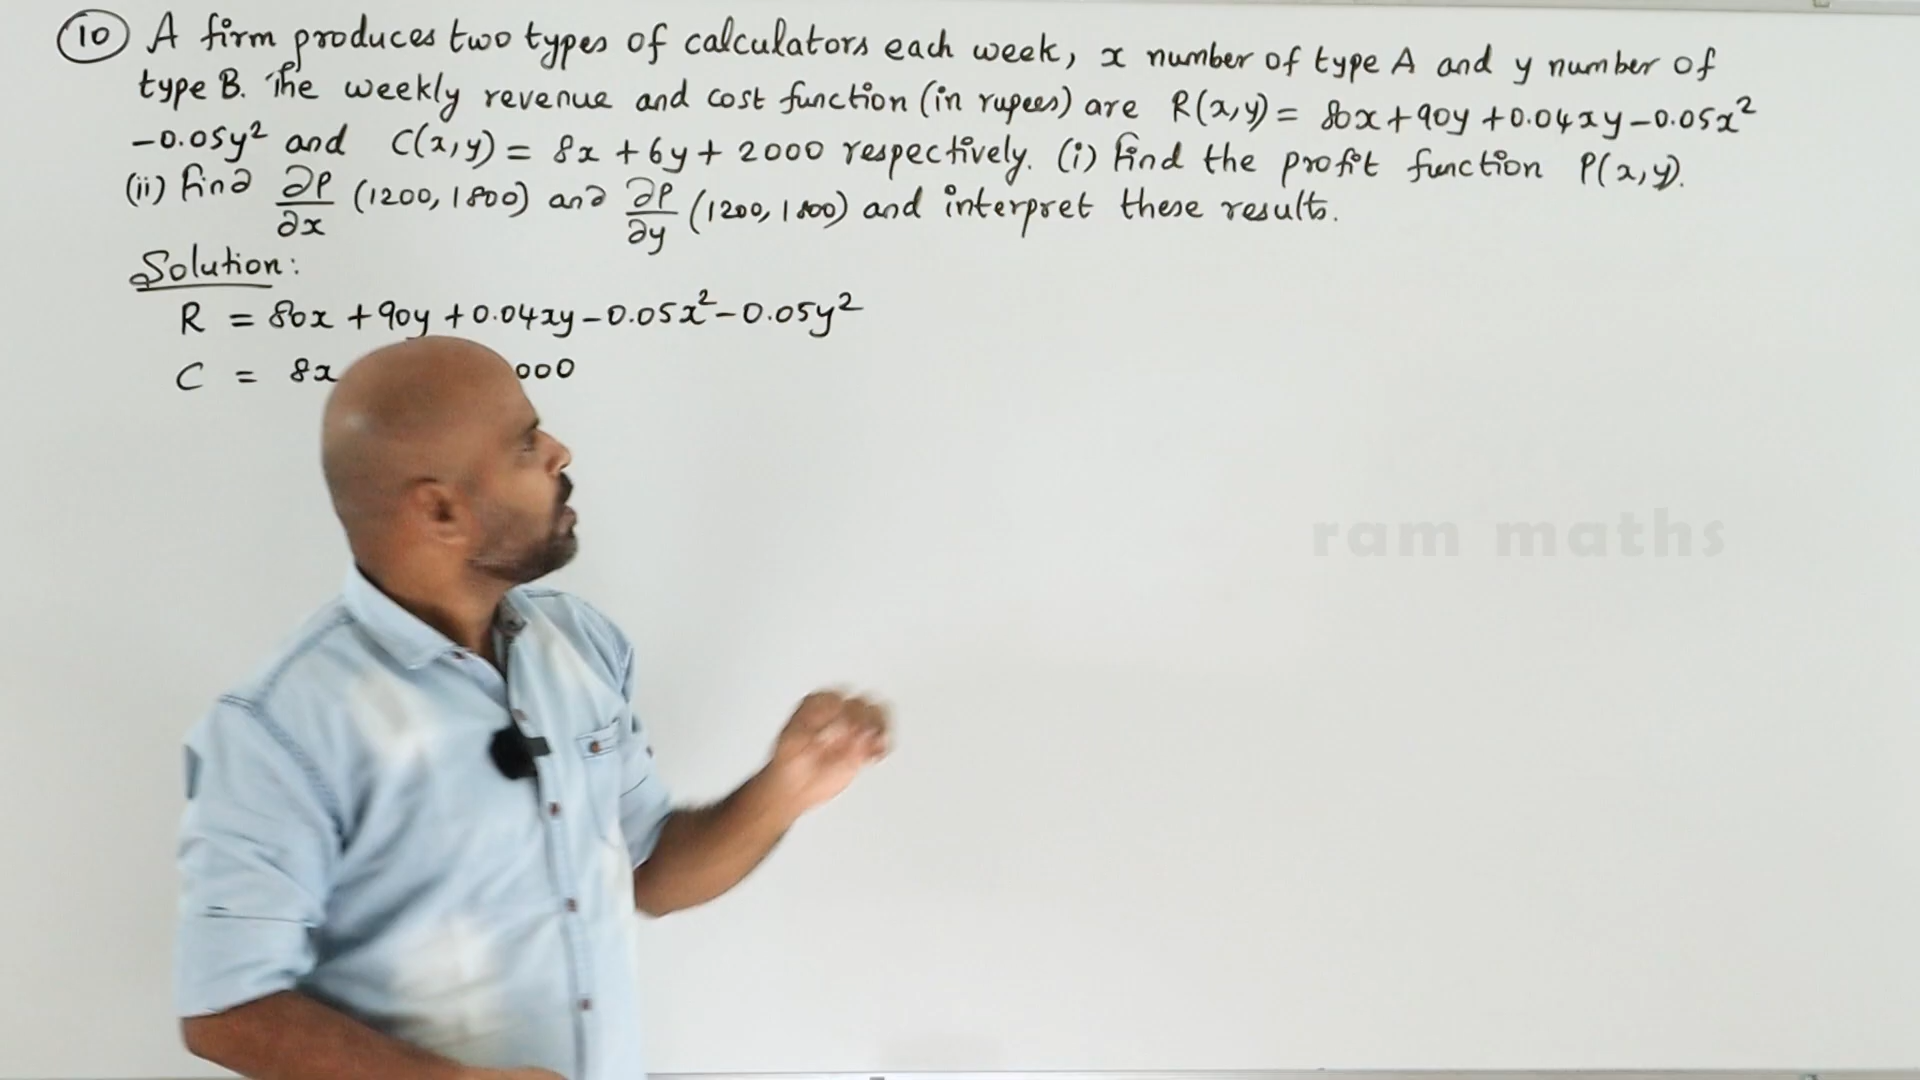 10 A firm produces two types of calculators each week, x number of type A and y number of
type B. The weekly revenue and cost function (in rupees) are R(x,y) = 80x+90y+0.04xy-0.05x²
-0.05y² and C(x,y) = 8x+6y+2000 respectively. (i) Find the profit function P(x,y).
(ii) Find ∂P/∂x (1200, 1800) and ∂P/∂y (1200, 1800) and interpret these results.
Solution:
R = 80x+90y+0.04xy-0.05x²-0.05y²
C = 8x 000
ram maths